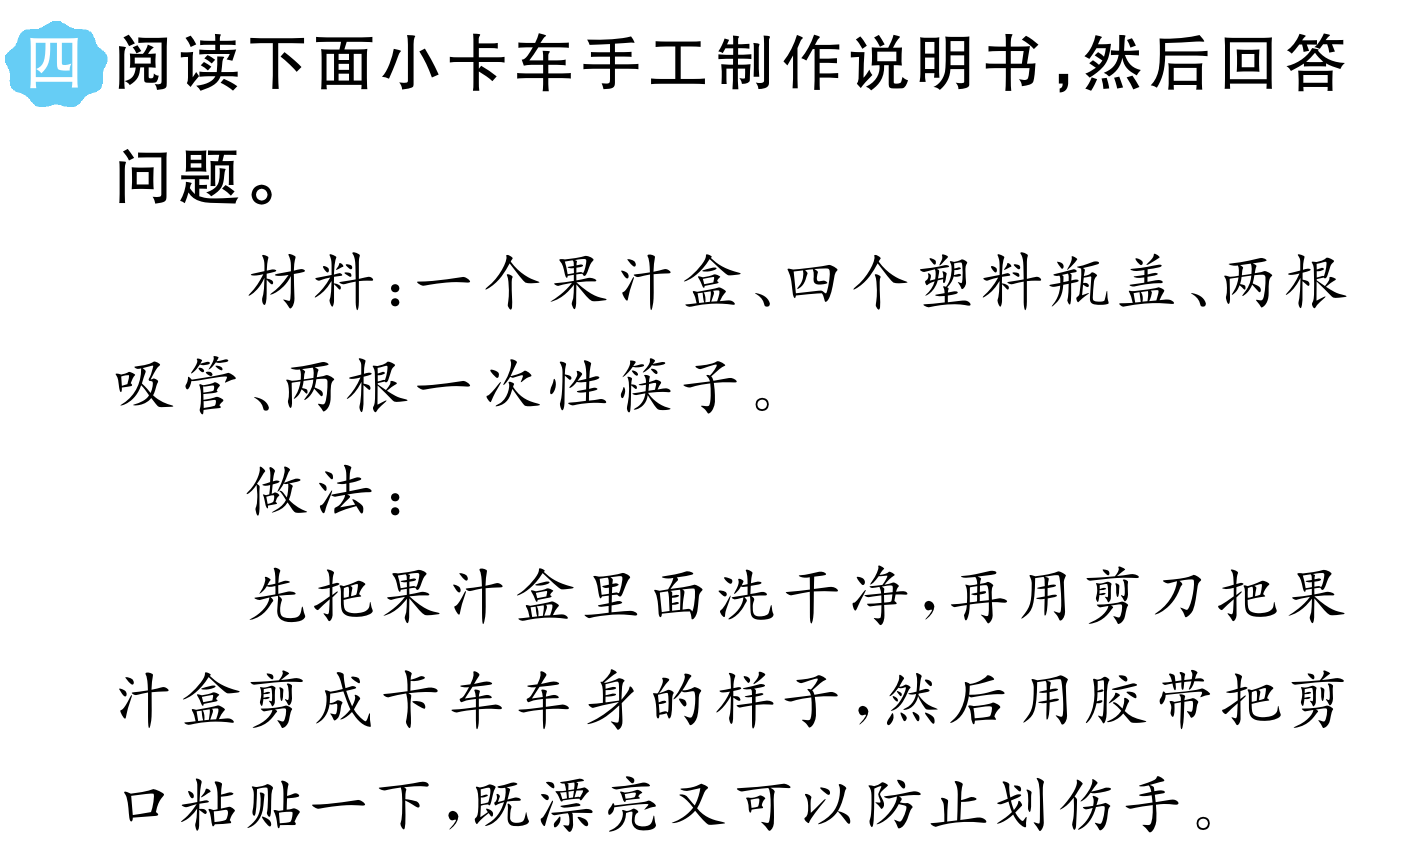 四 阅读下面小卡车手工制作说明书,然后回答
问题。
材料:一个果汁盒、四个塑料瓶盖、两根
吸管、两根一次性筷子。
做法:
先把果汁盒里面洗干净,再用剪刀把果
汁盒剪成卡车车身的样子,然后用胶带把剪
口粘贴一下,既漂亮又可以防止划伤手。